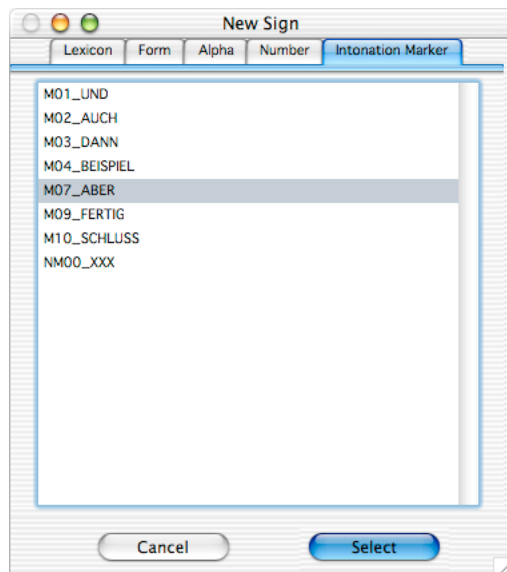 New Sign
Lexicon Form Alpha Number Intonation Marker
M01_UND
M02_AUCH
M03_DANN
M04_BEISPIEL
M07_ABER
M09_FERTIG
M10_SCHLUSS
NM00_XXX
Cancel Select